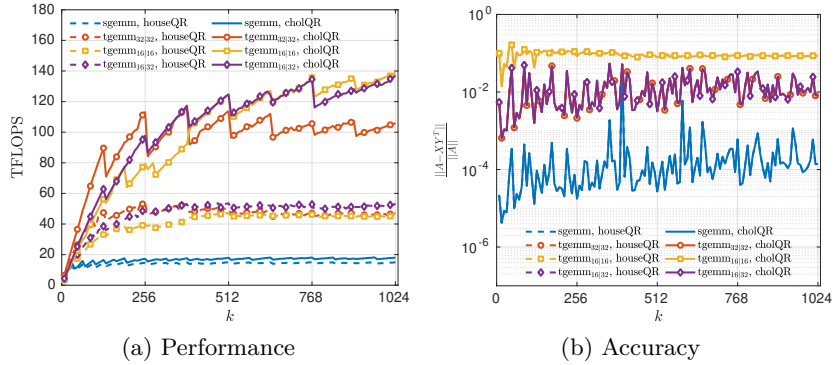 180
160
140
120
100
80
60
40
20
0
TFLOPS
sgemm, houseQR
tgemm32|32, houseQR
tgemm16|16, houseQR
tgemm16|32, houseQR
sgemm, cholQR
tgemm32|32, cholQR
tgemm16|16, cholQR
tgemm16|32, cholQR
0 256 512 768 1024
k
(a) Performance
10^0
10^-2
10^-4
10^-6
||A−XY^T||
||A||
sgemm, houseQR
tgemm32|32, houseQR
tgemm16|16, houseQR
tgemm16|32, houseQR
sgemm, cholQR
tgemm32|32, cholQR
tgemm16|16, cholQR
tgemm16|32, cholQR
0 256 512 768 1024
k
(b) Accuracy